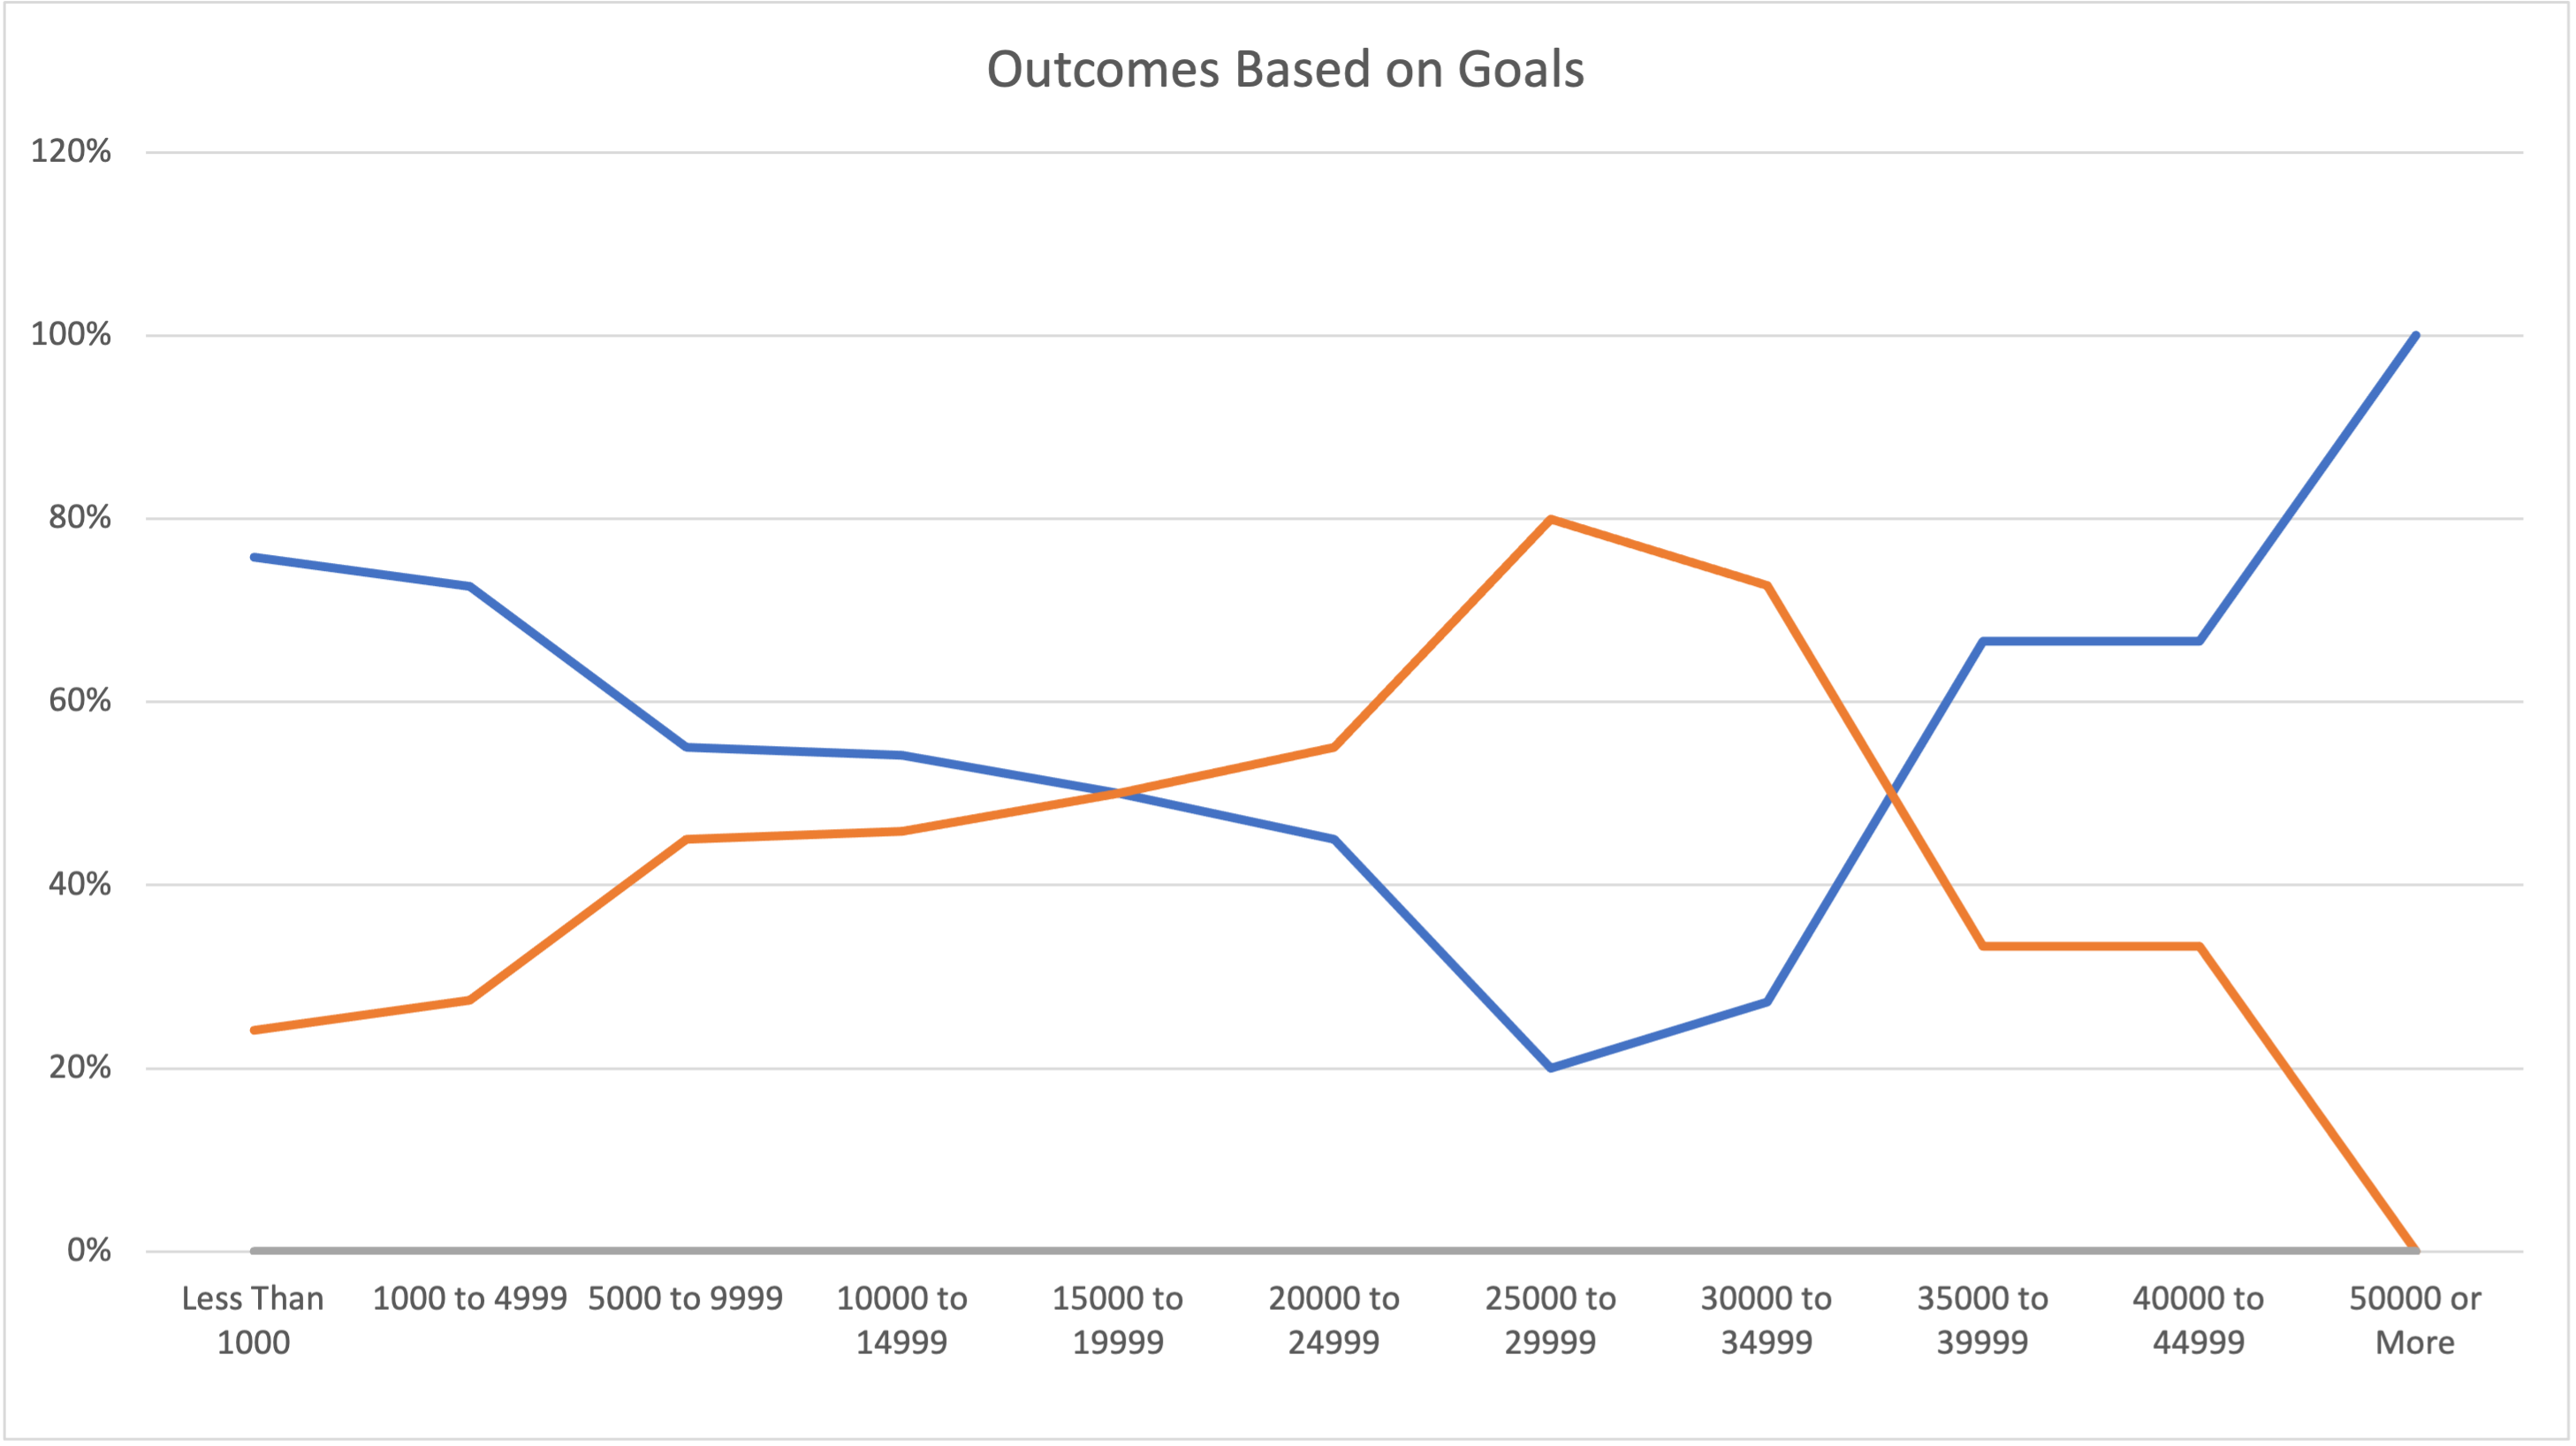 Outcomes Based on Goals
120%
100%
80%
60%
40%
20%
0%
Less Than
1000
1000 to 4999
5000 to 9999
10000 to
14999
15000 to
19999
20000 to
24999
25000 to
29999
30000 to
34999
35000 to
39999
40000 to
44999
50000 or
More